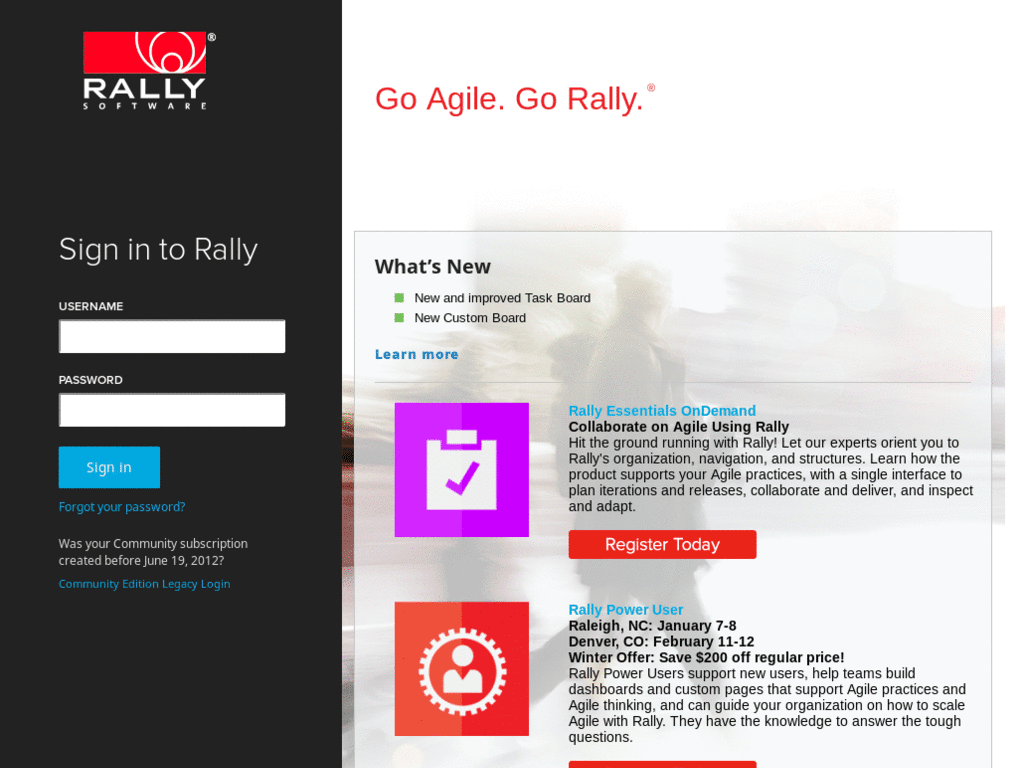 ®
RALLY
SOFTWARE
Go Agile. Go Rally.®
Sign in to Rally
USERNAME
PASSWORD
Sign in
Forgot your password?
Was your Community subscription
created before June 19, 2012?
Community Edition Legacy Login
What's New
New and improved Task Board
New Custom Board
Learn more
Rally Essentials OnDemand
Collaborate on Agile Using Rally
Hit the ground running with Rally! Let our experts orient you to
Rally's organization, navigation, and structures. Learn how the
product supports your Agile practices, with a single interface to
plan iterations and releases, collaborate and deliver, and inspect
and adapt.
Register Today
Rally Power User
Raleigh, NC: January 7-8
Denver, CO: February 11-12
Winter Offer: Save $200 off regular price!
Rally Power Users support new users, help teams build
dashboards and custom pages that support Agile practices and
Agile thinking, and can guide your organization on how to scale
Agile with Rally. They have the knowledge to answer the tough
questions.